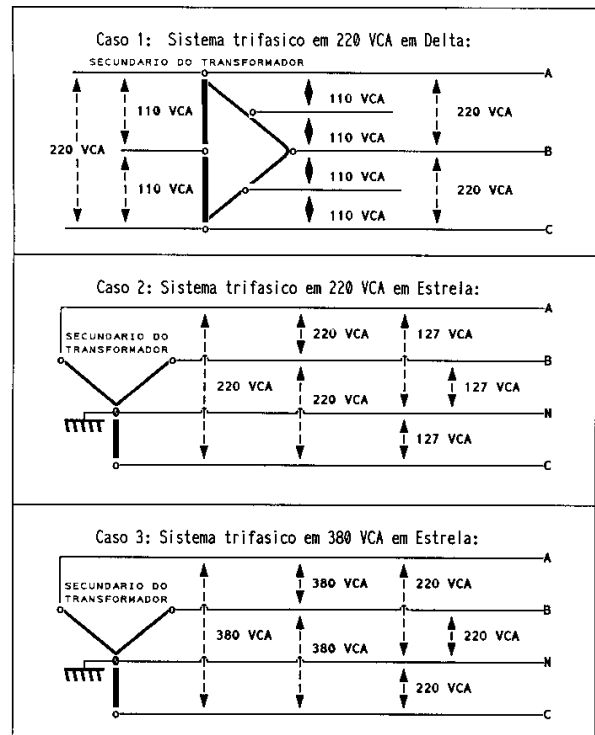 Caso 1: Sistema trifasico em 220 VCA em Delta:
SECUNDARIO DO TRANSFORMADOR
A
110 VCA
110 VCA
220 VCA
110 VCA
220 VCA
B
110 VCA
110 VCA
220 VCA
110 VCA
C
Caso 2: Sistema trifasico em 220 VCA em Estrela:
A
SECUNDARIO DO
TRANSFORMADOR
220 VCA
127 VCA
B
220 VCA
220 VCA
127 VCA
N
127 VCA
C
Caso 3: Sistema trifasico em 380 VCA em Estrela:
A
SECUNDARIO DO
TRANSFORMADOR
380 VCA
220 VCA
B
380 VCA
380 VCA
220 VCA
N
220 VCA
C